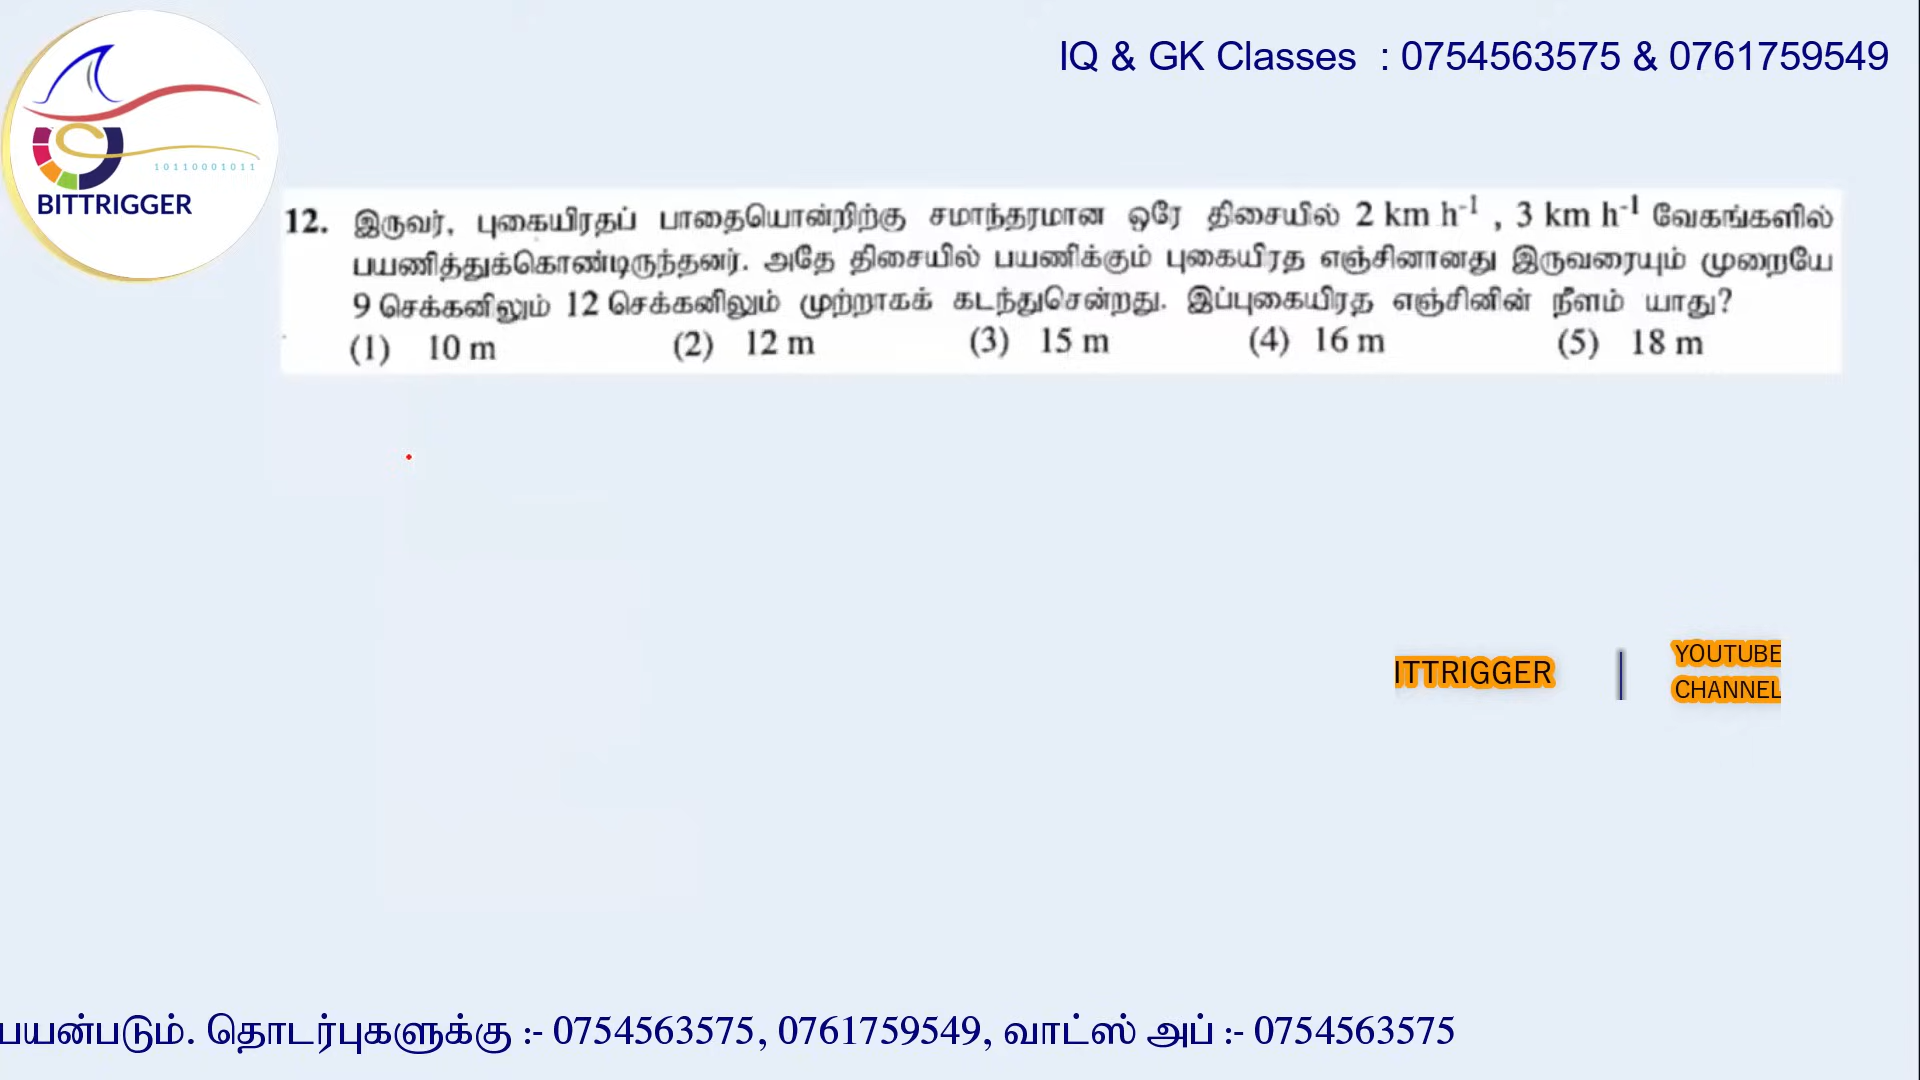 IQ & GK Classes : 0754563575 & 0761759549
10110001011
BITTRIGGER
12. இருவர், புகையிரதப் பாதையொன்றிற்கு சமாந்தரமான ஒரே திசையில் 2 km h⁻¹ , 3 km h⁻¹ வேகங்களில்
பயணித்துக்கொண்டிருந்தனர். அதே திசையில் பயணிக்கும் புகையிரத எஞ்சினானது இருவரையும் முறையே
9 செக்கனிலும் 12 செக்கனிலும் முற்றாகக் கடந்துசென்றது. இப்புகையிரத எஞ்சினின் நீளம் யாது?
(1) 10 m (2) 12 m (3) 15 m (4) 16 m (5) 18 m
ITTRIGGER | YOUTUBE
CHANNEL
பயன்படும். தொடர்புகளுக்கு :- 0754563575, 0761759549, வாட்ஸ் அப் :- 0754563575